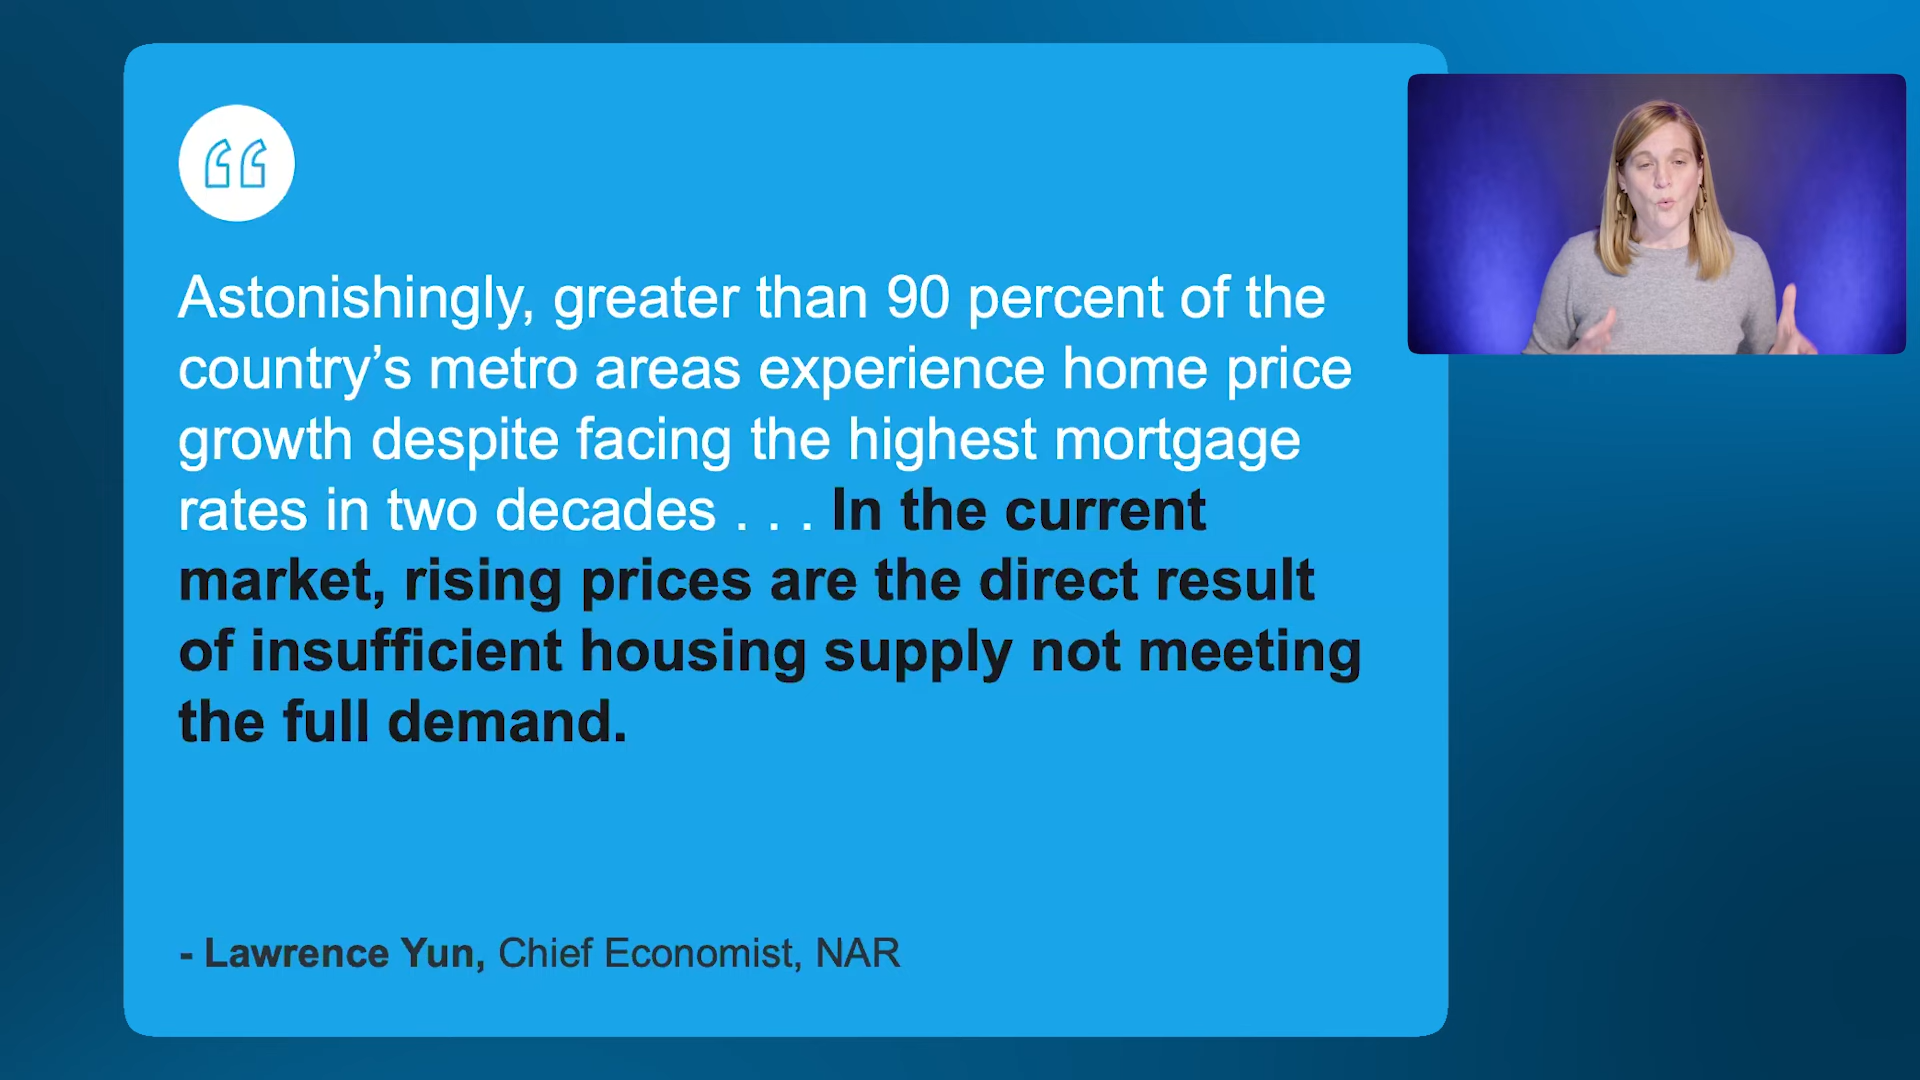 Astonishingly, greater than 90 percent of the
country’s metro areas experience home price
growth despite facing the highest mortgage
rates in two decades . . . In the current
market, rising prices are the direct result
of insufficient housing supply not meeting
the full demand.
- Lawrence Yun, Chief Economist, NAR